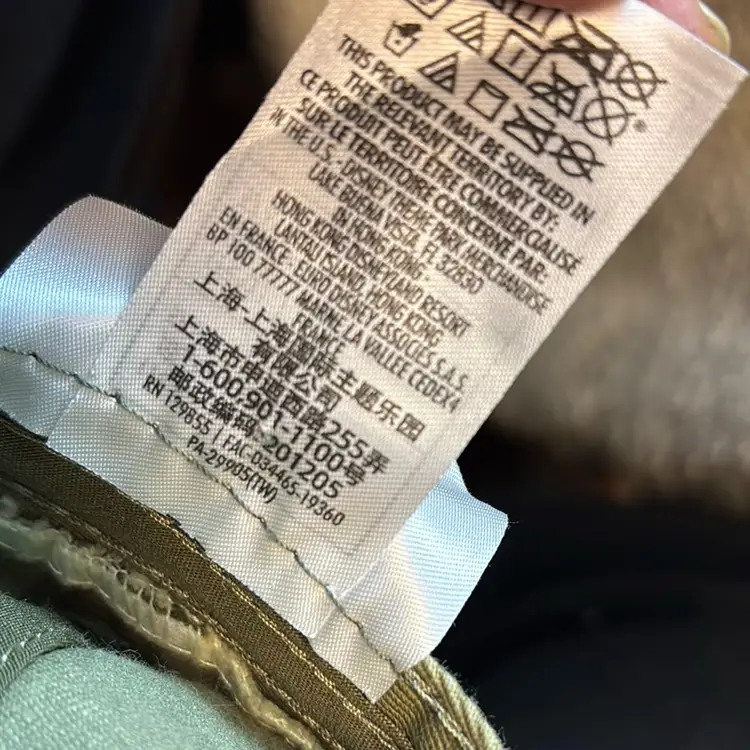 THIS PRODUCT MAY BE SUPPLIED IN
THE RELEVANT TERRITORY BY:
CE PRODUIT PEUT ÊTRE COMMERCIALISE
SUR LE TERRITOIRE CONCERNÉ PAR:
IN THE U.S.: DISNEY THEME PARK MERCHANDISE
LAKE BUENA VISTA, FL 32830
IN HONG KONG:
HONG KONG DISNEYLAND RESORT
LANTAU ISLAND, HONG KONG
EN FRANCE: EURO DISNEY ASSOCIÉS S.A.S.
BP 100 77777 MARNE LA VALLÉE CEDEX 4
FRANCE
上海-上海国际主题乐园
有限公司
上海市申迪西路255弄
1-600,901-1100号
邮政编码:201205
RN 129855 | FAC-034465-19360
PA-29905(TW)